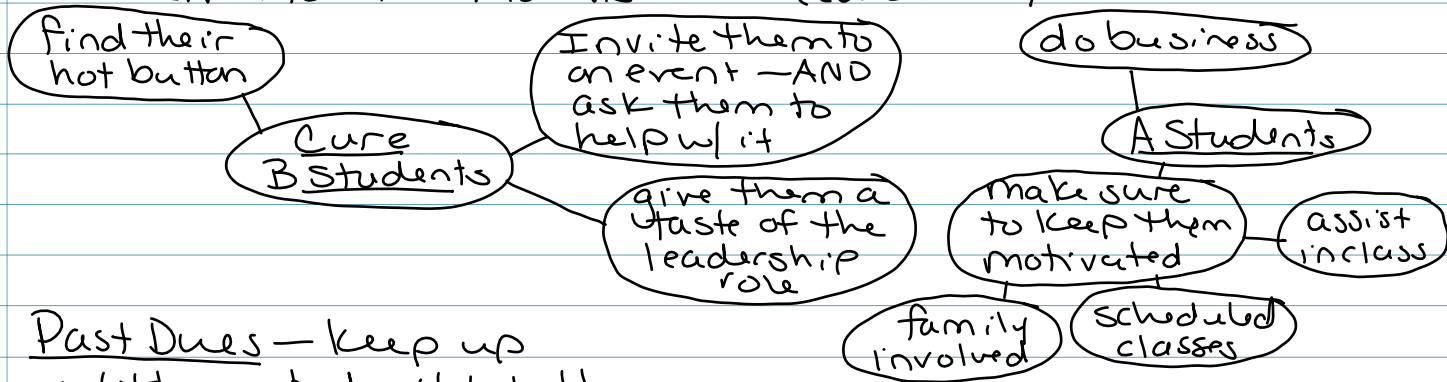 find their
hot button
Cure
B Students
Invite them to
an event — AND
ask them to
help w/ it
give them a
taste of the
leadership
role
do business
A Students
make sure
to keep them
motivated
assist
in class
family
involved
scheduled
classes
Past Dues — keep up